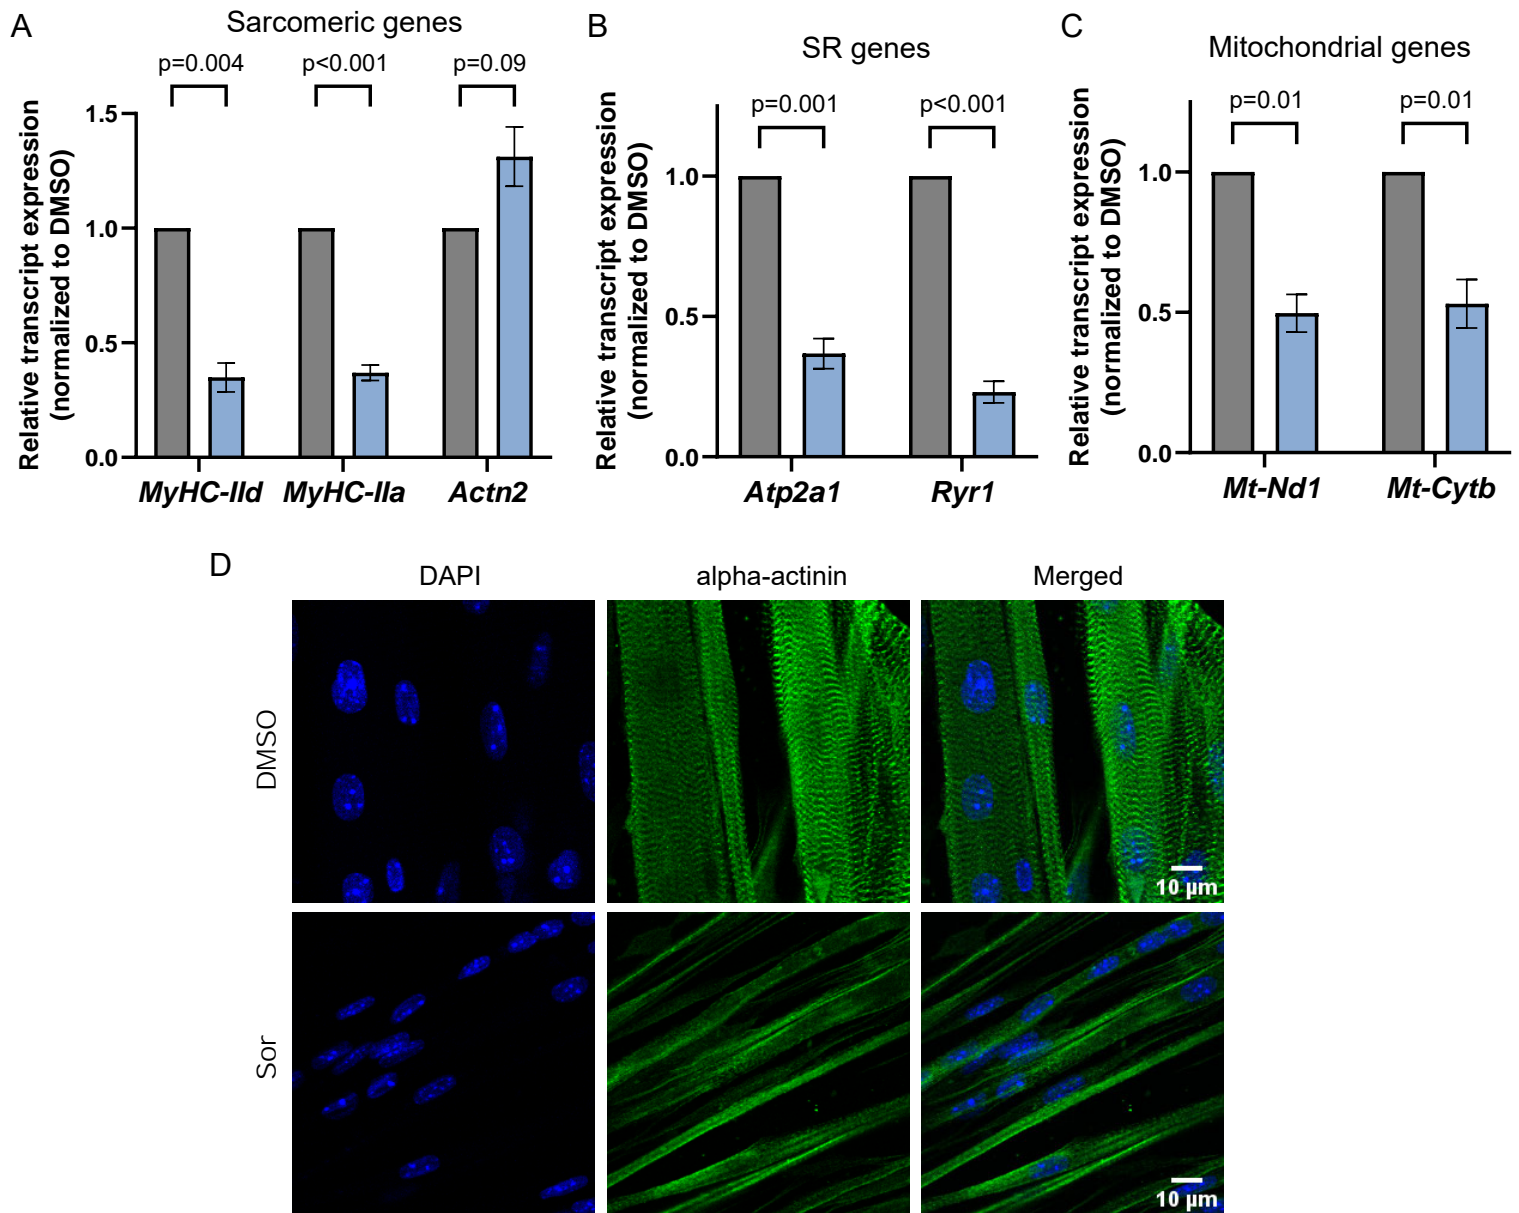 A
Sarcomeric genes
p=0.004
p<0.001
p=0.09
Relative transcript expression
(normalized to DMSO)
1.5
1.0
0.5
0.0
MyHC-IId
MyHC-IIa
Actn2
B
SR genes
p=0.001
p<0.001
Relative transcript expression
(normalized to DMSO)
1.0
0.5
0.0
Atp2a1
Ryr1
C
Mitochondrial genes
p=0.01
p=0.01
Relative transcript expression
(normalized to DMSO)
1.0
0.5
0.0
Mt-Nd1
Mt-Cytb
D
DAPI
alpha-actinin
Merged
DMSO
10 µm
Sor
10 µm